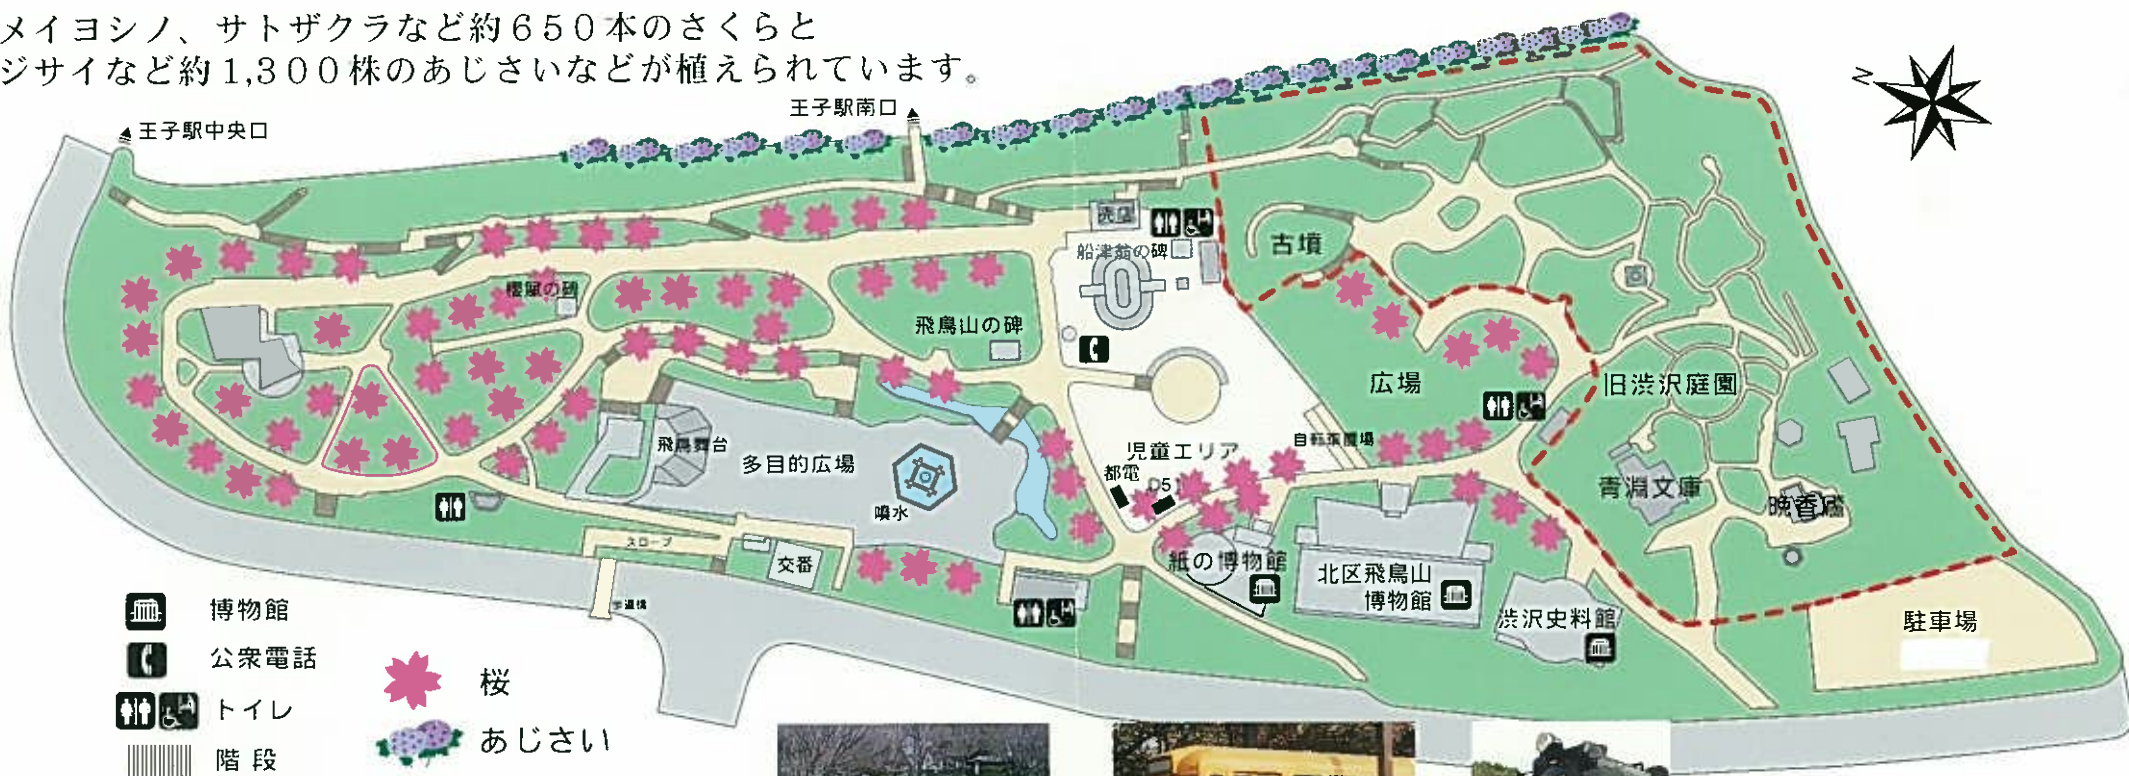 メイヨシノ、サトザクラなど約650本のさくらと
ジサイなど約1,300株のあじさいなどが植えられています。
王子駅中央口
王子駅南口
N
売店
船津翁の碑
古墳
桜賦の碑
飛鳥山の碑
広場
旧渋沢庭園
飛鳥舞台
多目的広場
児童エリア
自転車置場
都電
D51
噴水
青淵文庫
晩香廬
スロープ
交番
紙の博物館
北区飛鳥山
博物館
渋沢史料館
歩道橋
駐車場
博物館
公衆電話
トイレ
階段
桜
あじさい